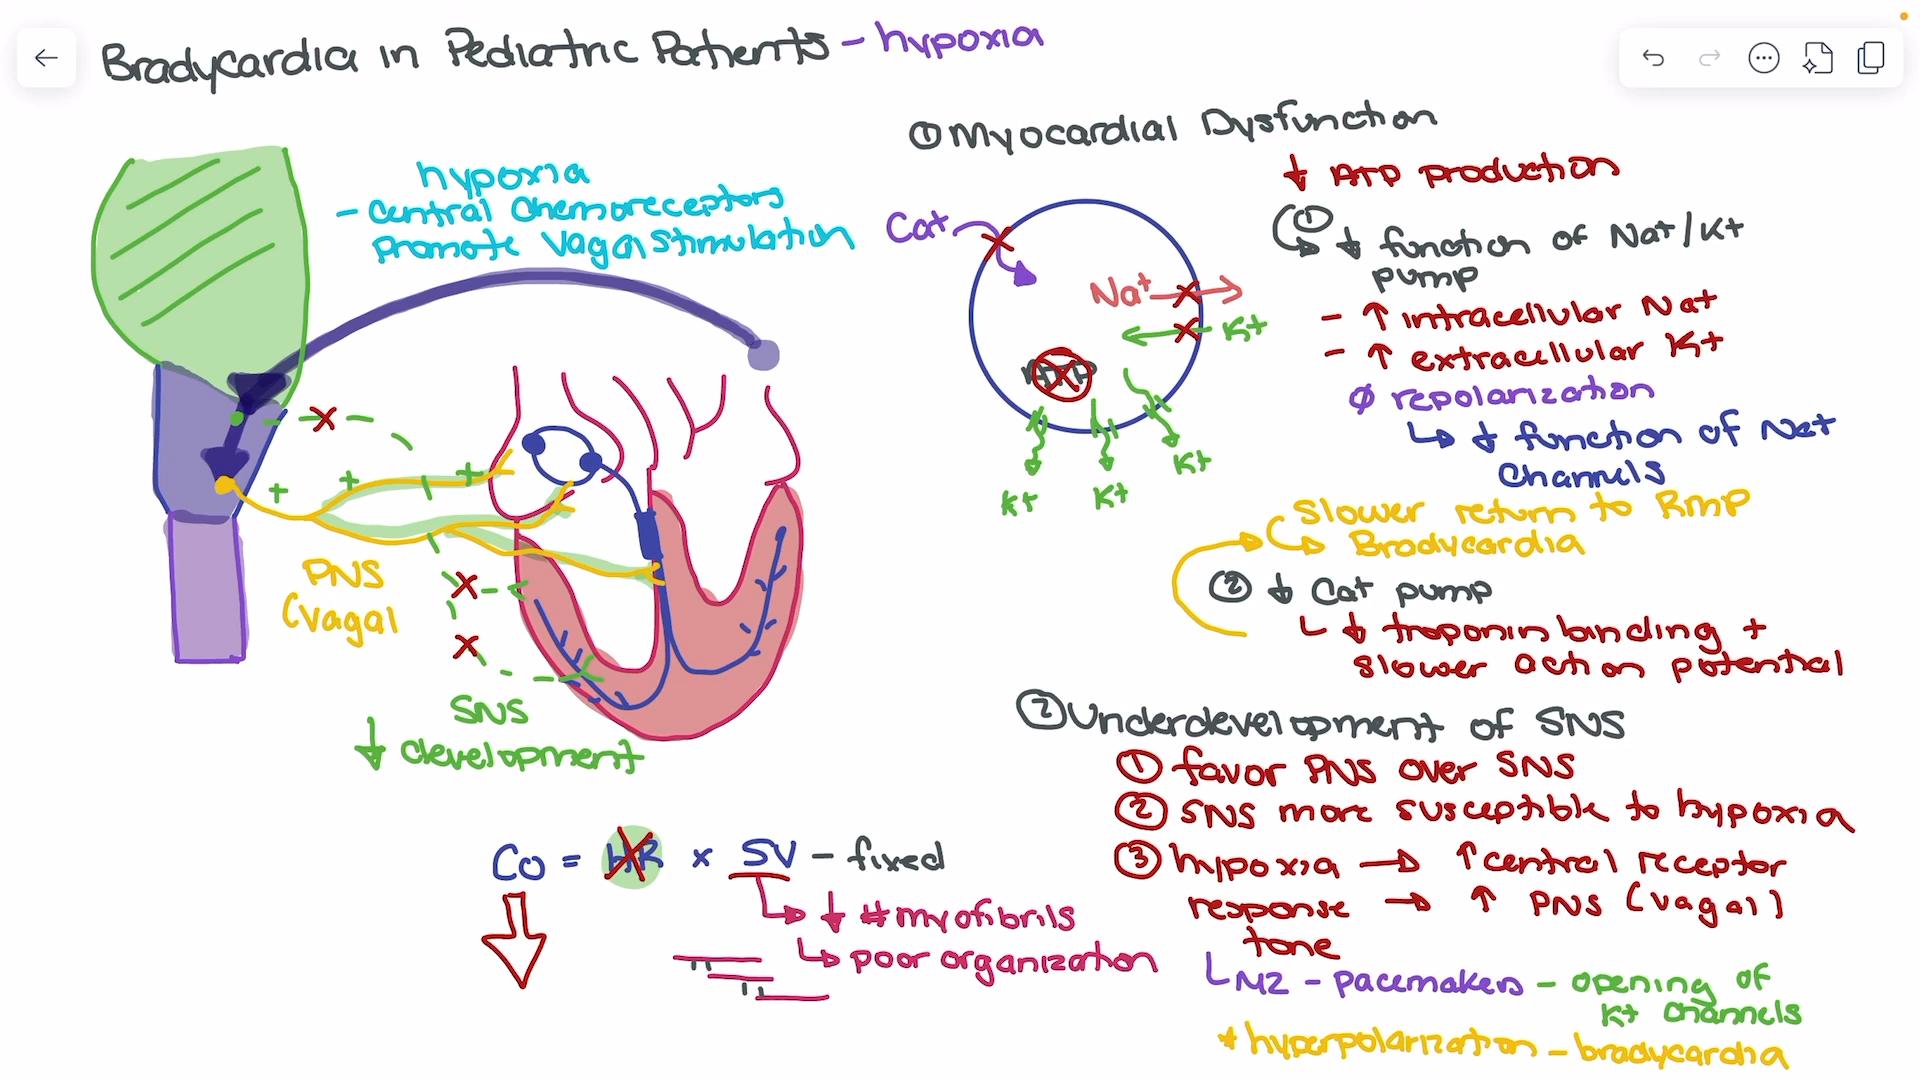 Bradycardia in Pediatric Patients - hypoxia
hypoxia
- central chemoreceptors
promote vagal stimulation
PNS
(vagal
SNS
↓ development
CO = HR x SV - fixed
↓ #myofibrils
poor organization
① Myocardial Dysfunction
Ca+
Na+
K+
ATP
K+
K+
K+
↓ ATP production
①
↓ function of Na+/K+
pump
- ↑ intracellular Na+
- ↑ extracellular K+
Ø repolarization
↳ ↓ function of Na+
channels
Slower return to RMP
Bradycardia
② ↓ Ca+ pump
↓ troponin binding +
slower action potential
② Underdevelopment of SNS
① favor PNS over SNS
② SNS more susceptible to hypoxia
③ hypoxia → ↑ central receptor
response → ↑ PNS (vagal)
tone
M2 - pacemakers - opening of
K+ channels
* hyperpolarization - bradycardia